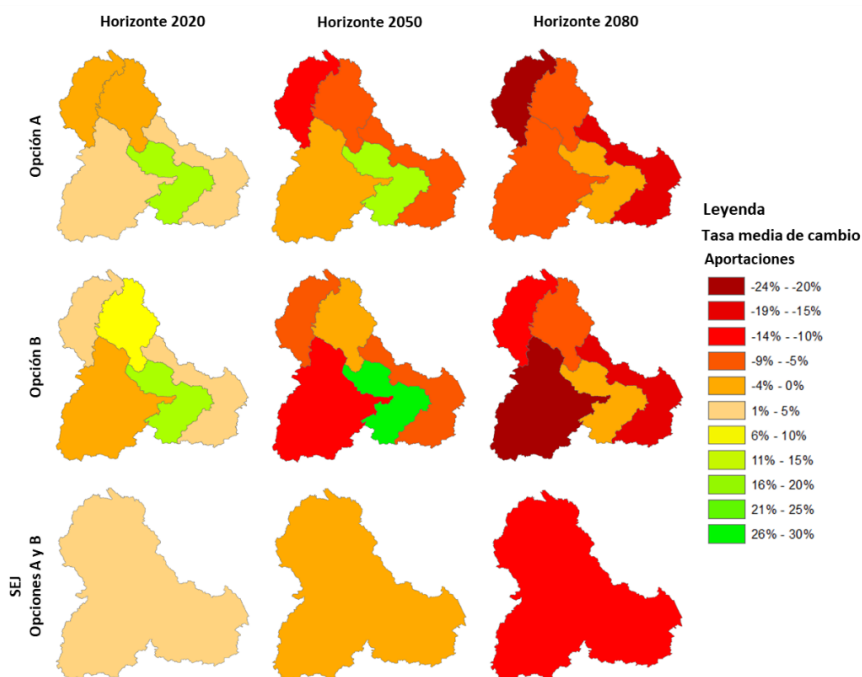 Horizonte 2020
Horizonte 2050
Horizonte 2080
Opción A
Opción B
SEJ
Opciones A y B
Leyenda
Tasa media de cambio
Aportaciones
-24% - -20%
-19% - -15%
-14% - -10%
-9% - -5%
-4% - 0%
1% - 5%
6% - 10%
11% - 15%
16% - 20%
21% - 25%
26% - 30%